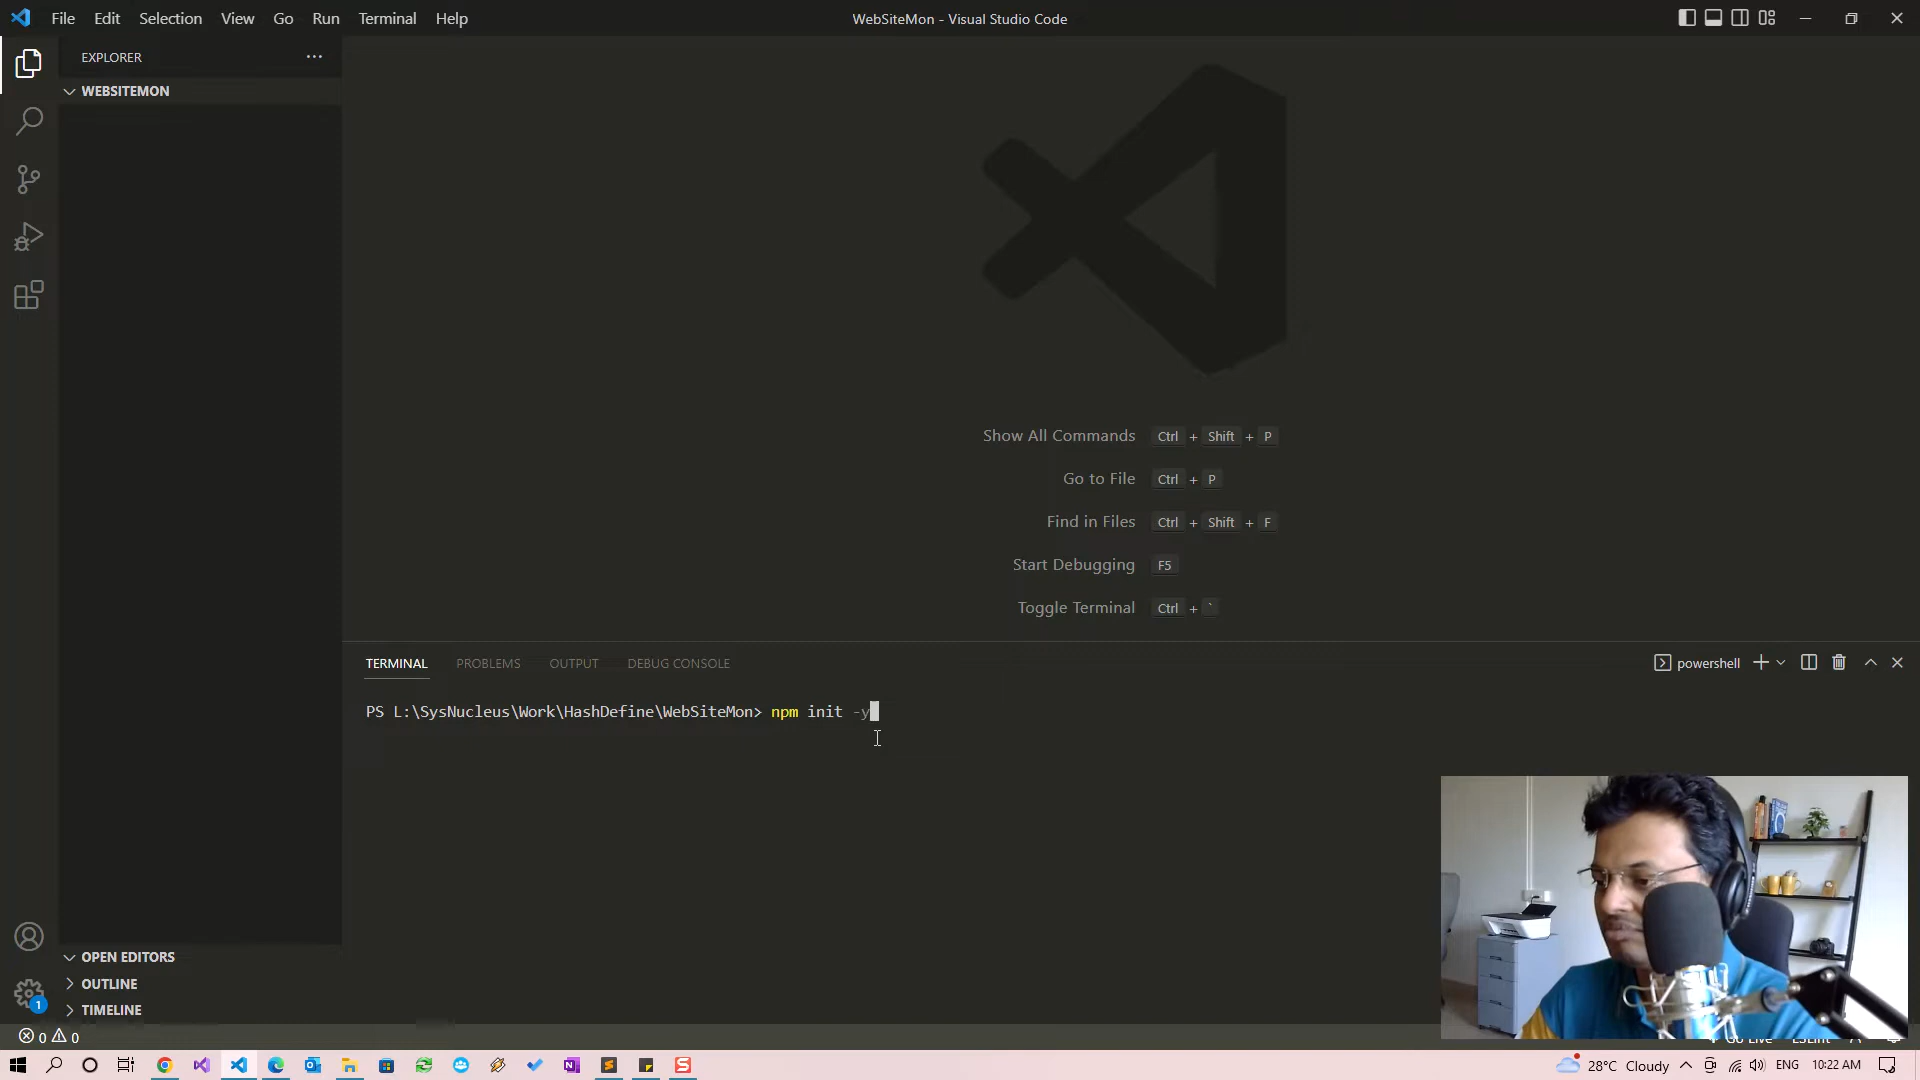 File Edit Selection View Go Run Terminal Help
WebSiteMon - Visual Studio Code
EXPLORER
WEBSITEMON
Show All Commands Ctrl + Shift + P
Go to File Ctrl + P
Find in Files Ctrl + Shift + F
Start Debugging F5
Toggle Terminal Ctrl + `
TERMINAL PROBLEMS OUTPUT DEBUG CONSOLE
powershell
PS L:\SysNucleus\Work\HashDefine\WebSiteMon> npm init -y
OPEN EDITORS
OUTLINE
1
TIMELINE
0 0
28°C Cloudy ENG 10:22 AM